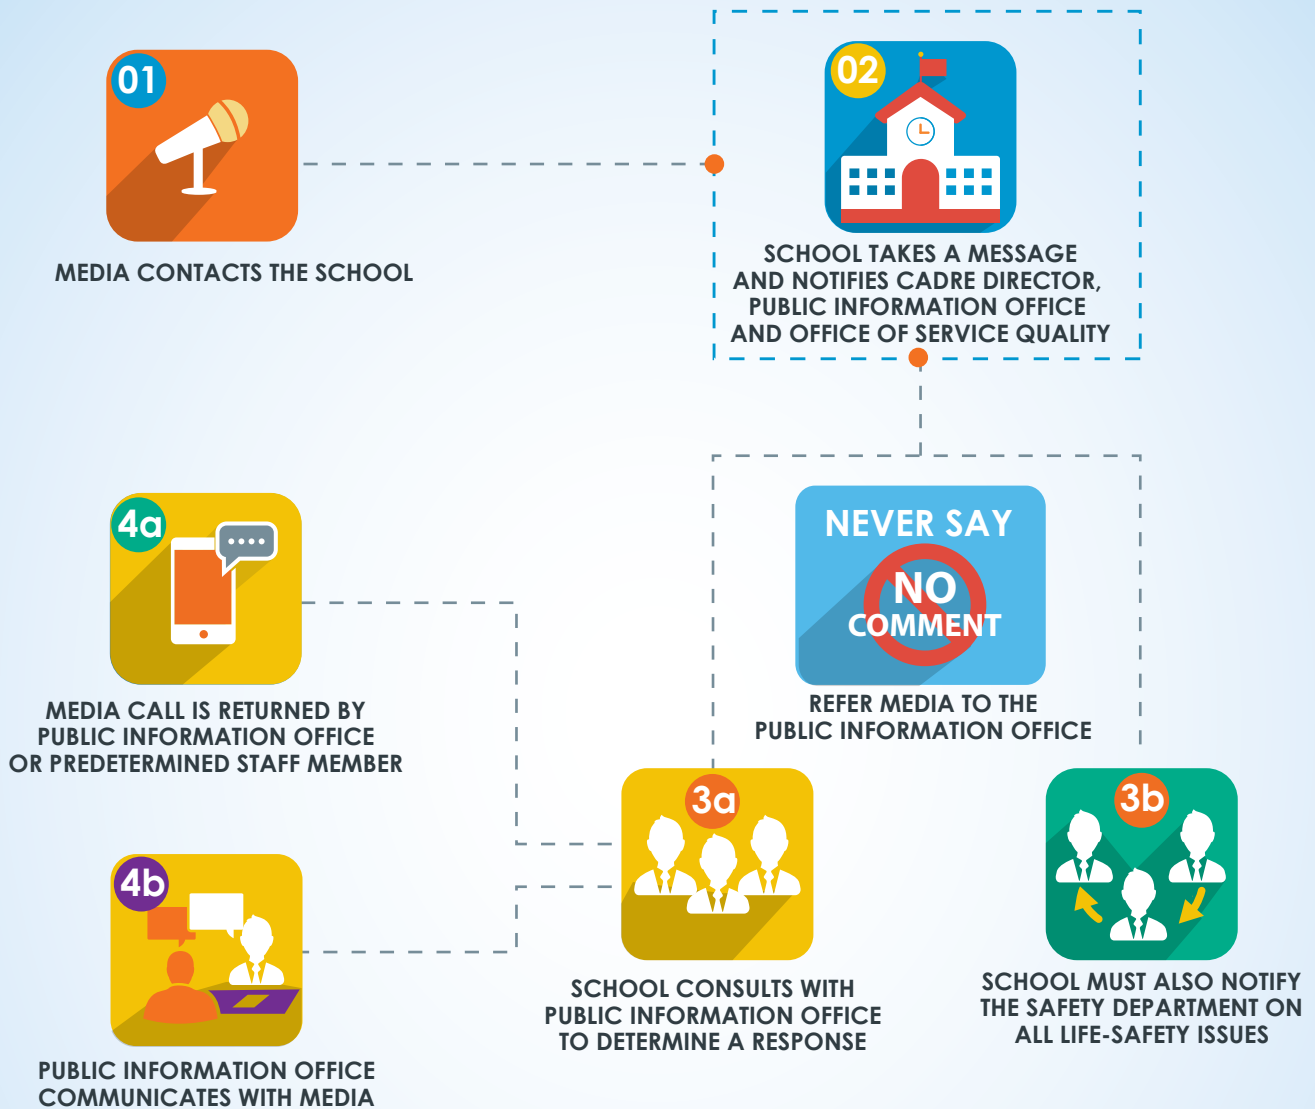 01
MEDIA CONTACTS THE SCHOOL
02
SCHOOL TAKES A MESSAGE
AND NOTIFIES CADRE DIRECTOR,
PUBLIC INFORMATION OFFICE
AND OFFICE OF SERVICE QUALITY
NEVER SAY
NO
COMMENT
REFER MEDIA TO THE
PUBLIC INFORMATION OFFICE
3a
SCHOOL CONSULTS WITH
PUBLIC INFORMATION OFFICE
TO DETERMINE A RESPONSE
3b
SCHOOL MUST ALSO NOTIFY
THE SAFETY DEPARTMENT ON
ALL LIFE-SAFETY ISSUES
4a
MEDIA CALL IS RETURNED BY
PUBLIC INFORMATION OFFICE
OR PREDETERMINED STAFF MEMBER
4b
PUBLIC INFORMATION OFFICE
COMMUNICATES WITH MEDIA